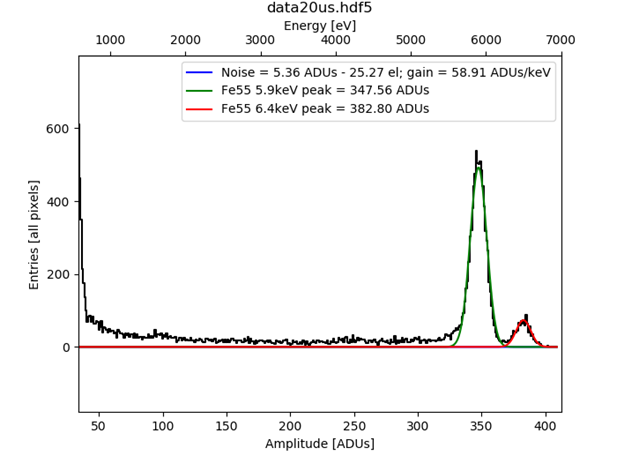 data20us.hdf5
Energy [eV]
1000 2000 3000 4000 5000 6000 7000
Noise = 5.36 ADUs - 25.27 el; gain = 58.91 ADUs/keV
Fe55 5.9keV peak = 347.56 ADUs
Fe55 6.4keV peak = 382.80 ADUs
Entries [all pixels]
600
400
200
0
50 100 150 200 250 300 350 400
Amplitude [ADUs]